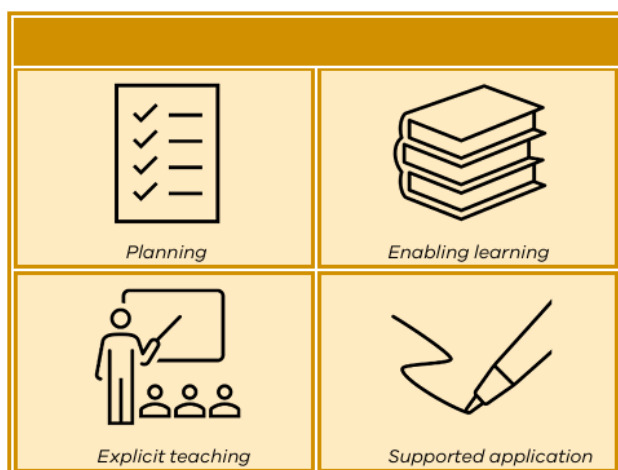 Planning
Enabling learning
Explicit teaching
Supported application